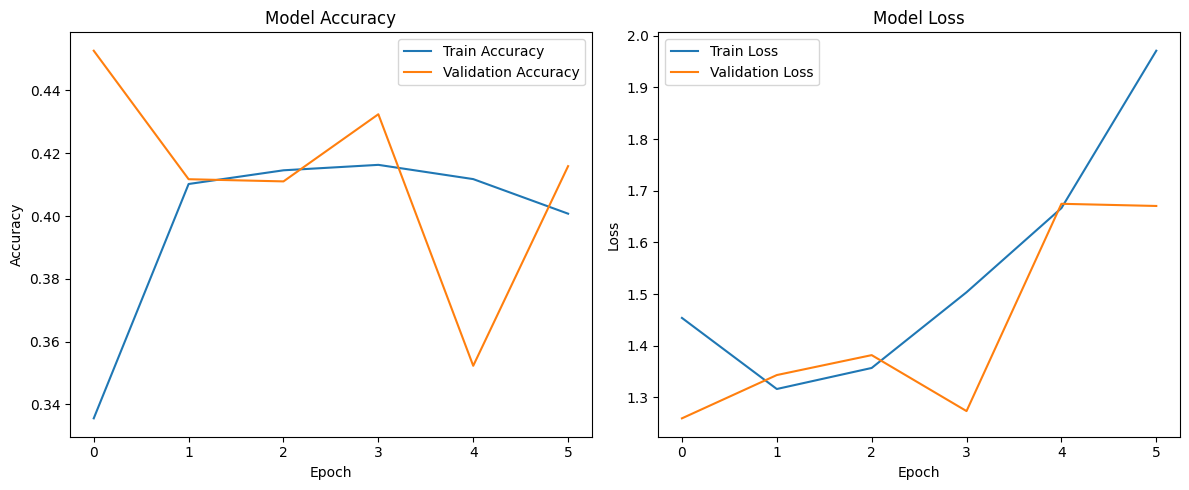 Model Accuracy
Train Accuracy
Validation Accuracy
Accuracy
0.44
0.42
0.40
0.38
0.36
0.34
0 1 2 3 4 5
Epoch
Model Loss
Train Loss
Validation Loss
Loss
2.0
1.9
1.8
1.7
1.6
1.5
1.4
1.3
0 1 2 3 4 5
Epoch